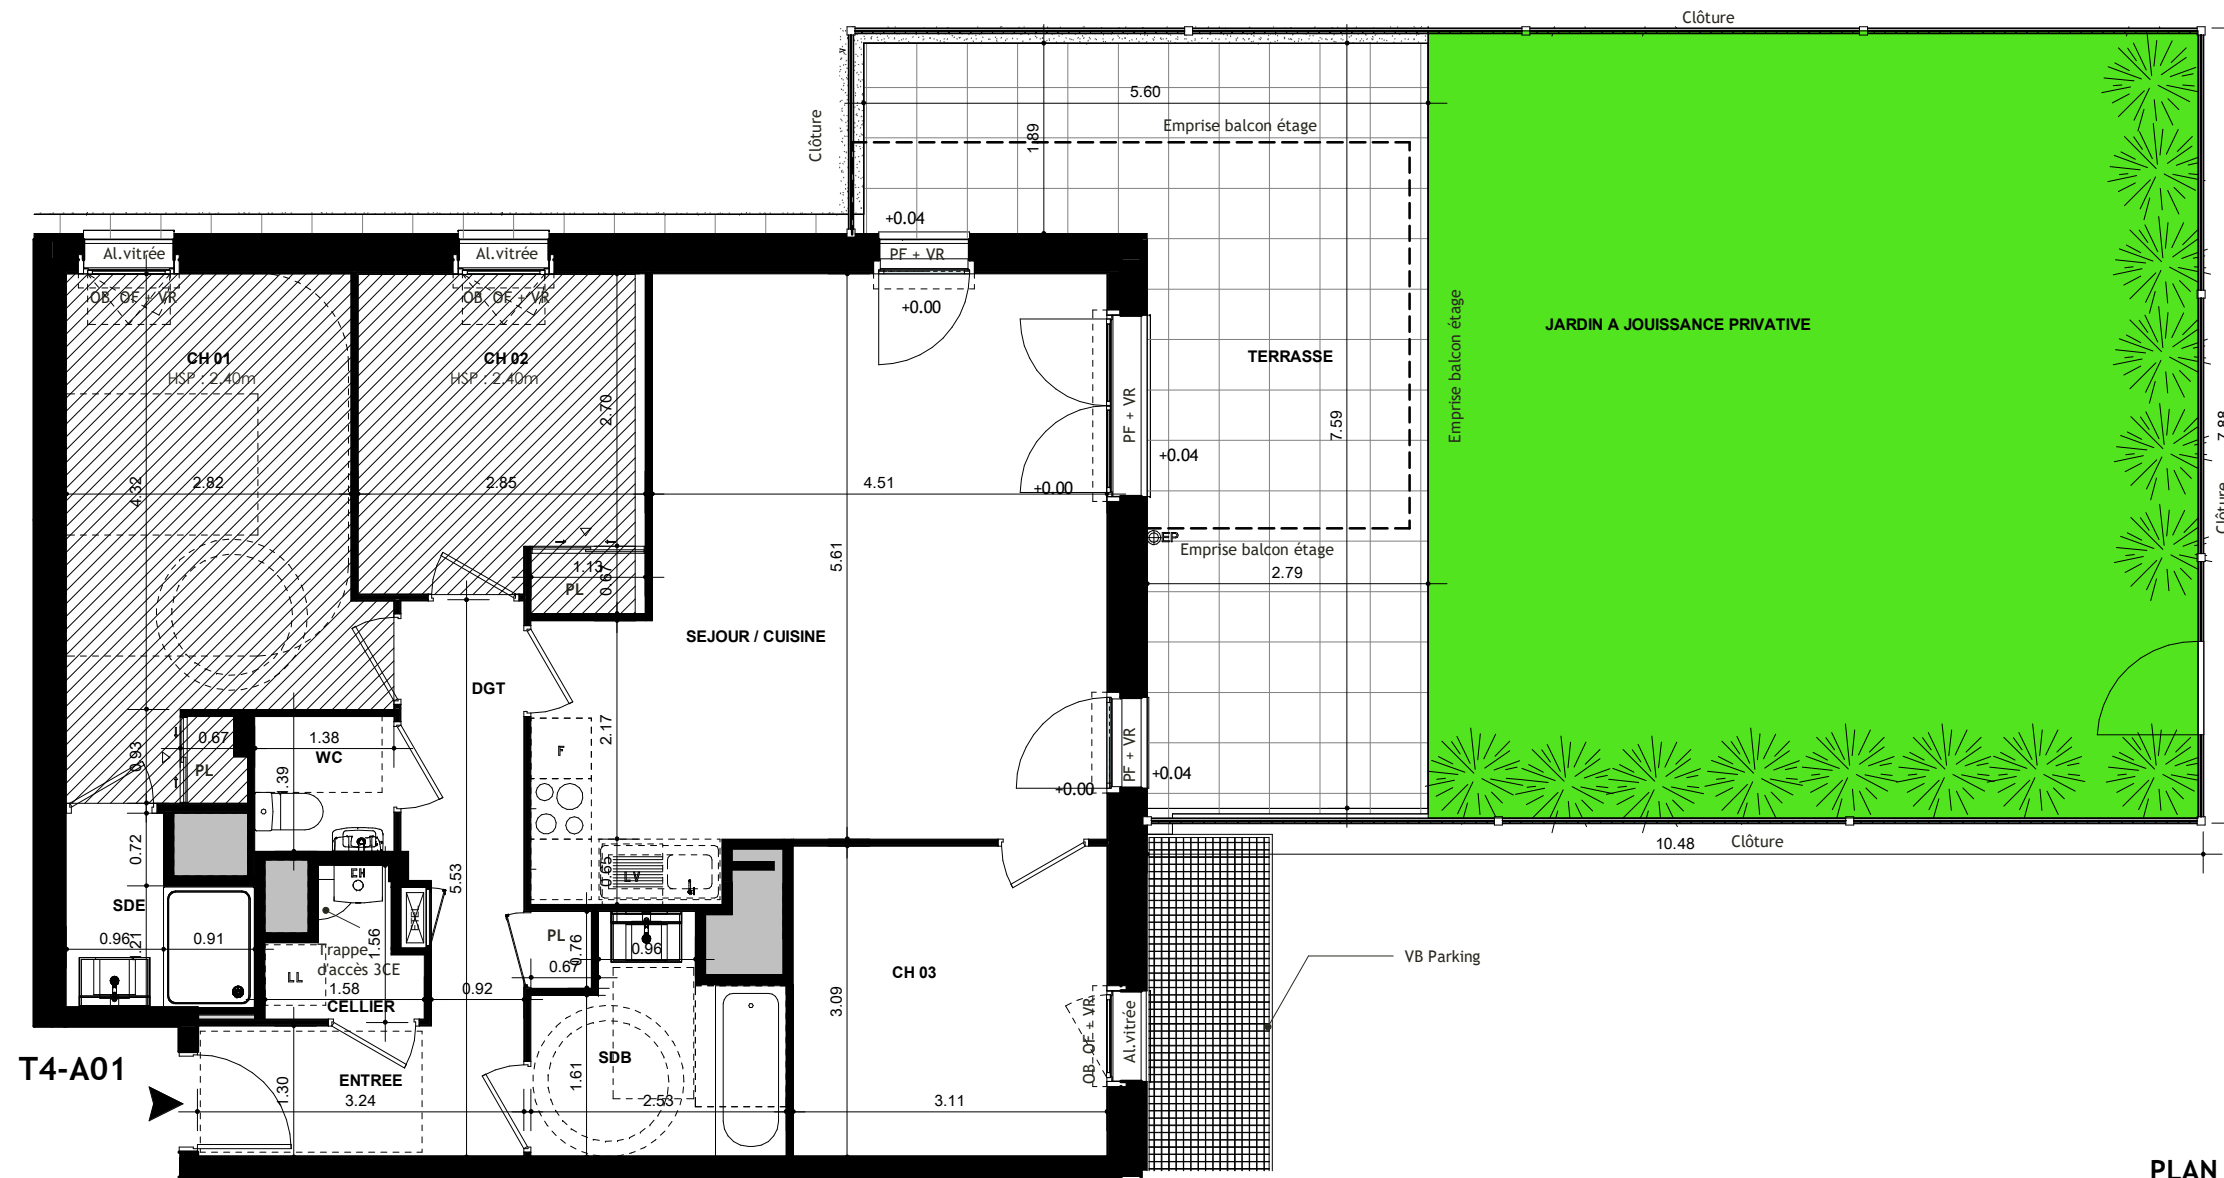 Clôture
5.60
Emprise balcon étage
1.89
Clôture
+0.04
Al.vitrée
Al.vitrée
PF + VR
OB OF + VR
OB OF + VR
+0.00
CH 01
HSP : 2.40m
CH 02
HSP : 2.40m
TERRASSE
JARDIN A JOUISSANCE PRIVATIVE
Emprise balcon étage
2.70
PF + VR
7.59
7.88
+0.04
4.32
2.82
2.85
4.51
+0.00
Clôture
EP
Emprise balcon étage
5.61
1.13
0.67
PL
2.79
SEJOUR / CUISINE
DGT
2.17
0.67
1.38
WC
F
0.93
PL
1.39
PF + VR
+0.04
+0.00
0.72
10.48
Clôture
CH
5.53
0.65
LV
SDE
ETEL
0.96
1.21
0.91
1.56
PL
0.76
0.96
0.67
Trappe
d'accès 3CE
LL
1.58
CELLIER
0.92
CH 03
VB Parking
3.09
OB OF + VR
Al.vitrée
T4-A01
ENTREE
1.30
3.24
SDB
1.61
2.53
3.11
PLAN